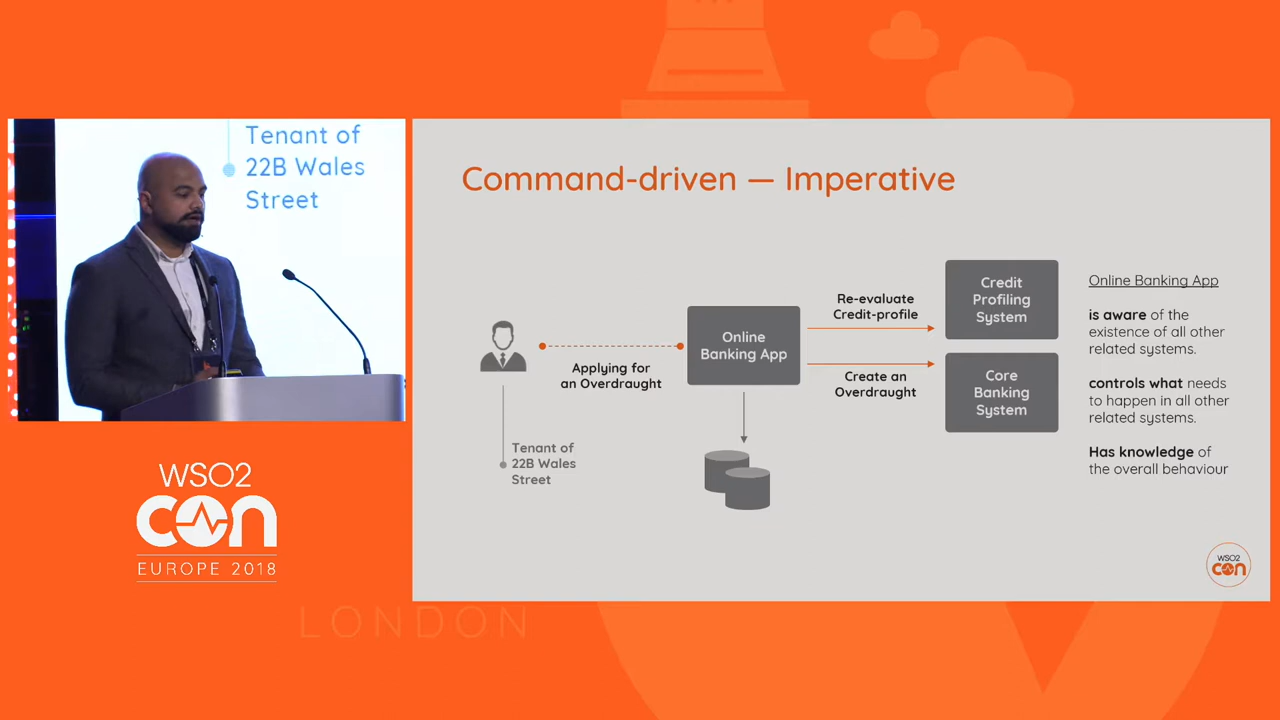 Tenant of
22B Wales
Street
WSO2
con
EUROPE 2018
LONDON
Command-driven — Imperative
Applying for
an Overdraught
Tenant of
22B Wales
Street
Online
Banking App
Re-evaluate
Credit-profile
Create an
Overdraught
Credit
Profiling
System
Core
Banking
System
Online Banking App
is aware of the
existence of all other
related systems.
controls what needs
to happen in all other
related systems.
Has knowledge of
the overall behaviour
WSO2
con